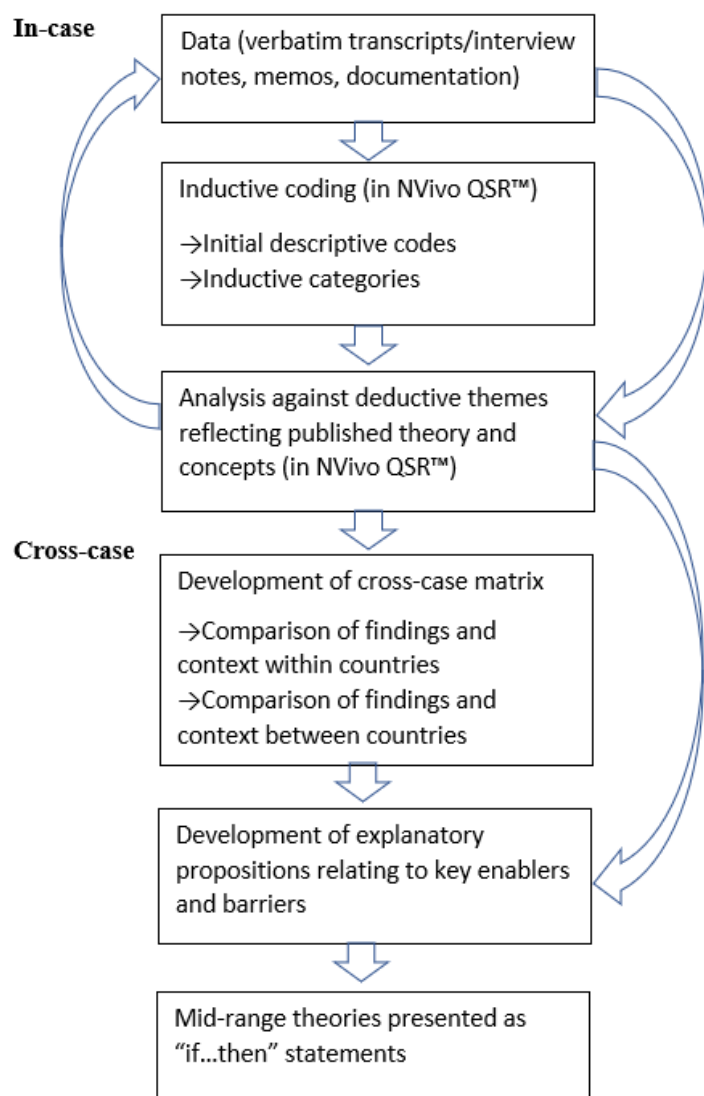 In-case
Data (verbatim transcripts/interview
notes, memos, documentation)
Inductive coding (in NVivo QSR™)
→Initial descriptive codes
→Inductive categories
Analysis against deductive themes
reflecting published theory and
concepts (in NVivo QSR™)
Cross-case
Development of cross-case matrix
→Comparison of findings and
context within countries
→Comparison of findings and
context between countries
Development of explanatory
propositions relating to key enablers
and barriers
Mid-range theories presented as
“if...then” statements